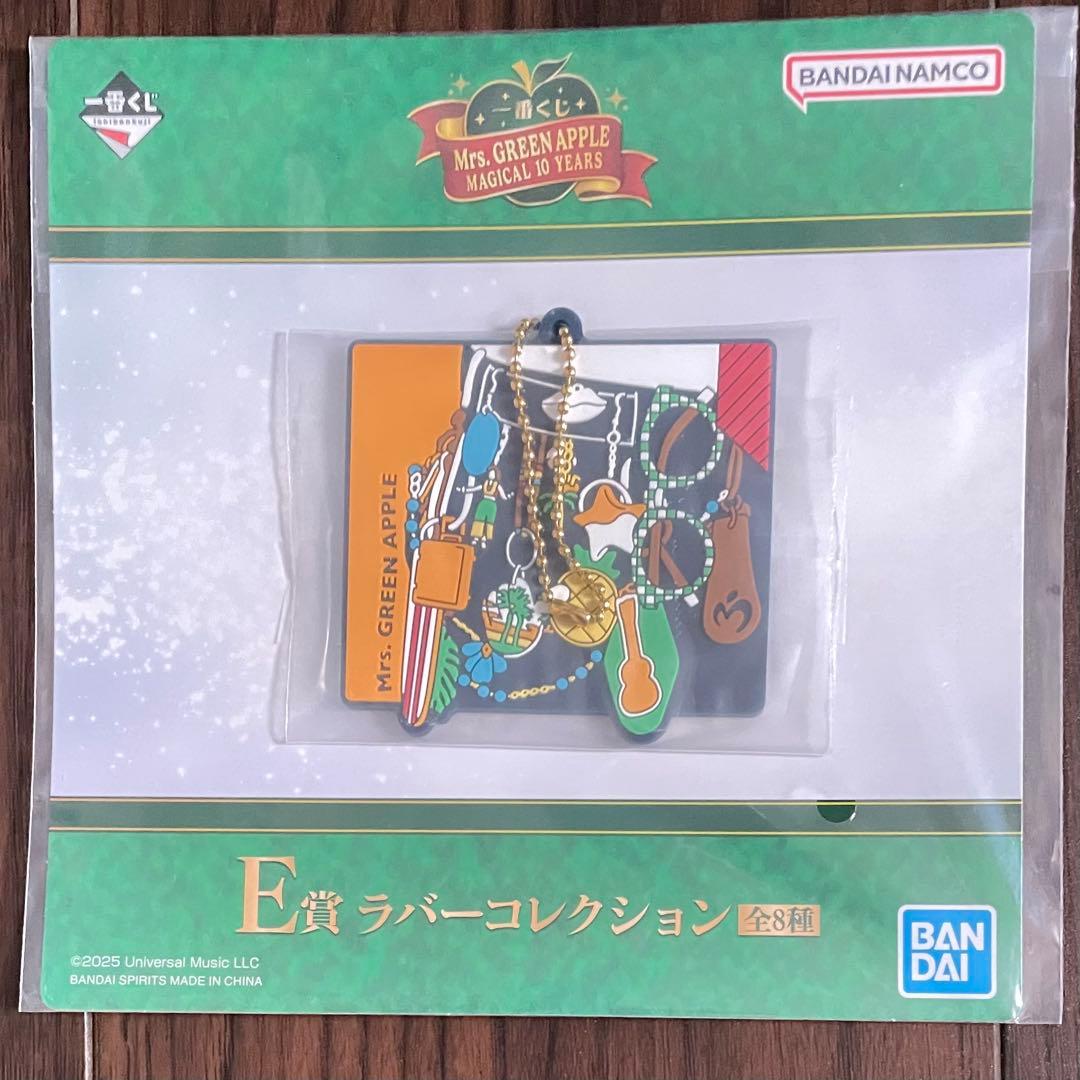 一番くじ
ichibankuji
一番くじ
Mrs. GREEN APPLE
MAGICAL 10 YEARS
BANDAI NAMCO
Mrs. GREEN APPLE
E賞 ラバーコレクション 全8種
©2025 Universal Music LLC
BANDAI SPIRITS MADE IN CHINA
BAN
DAI